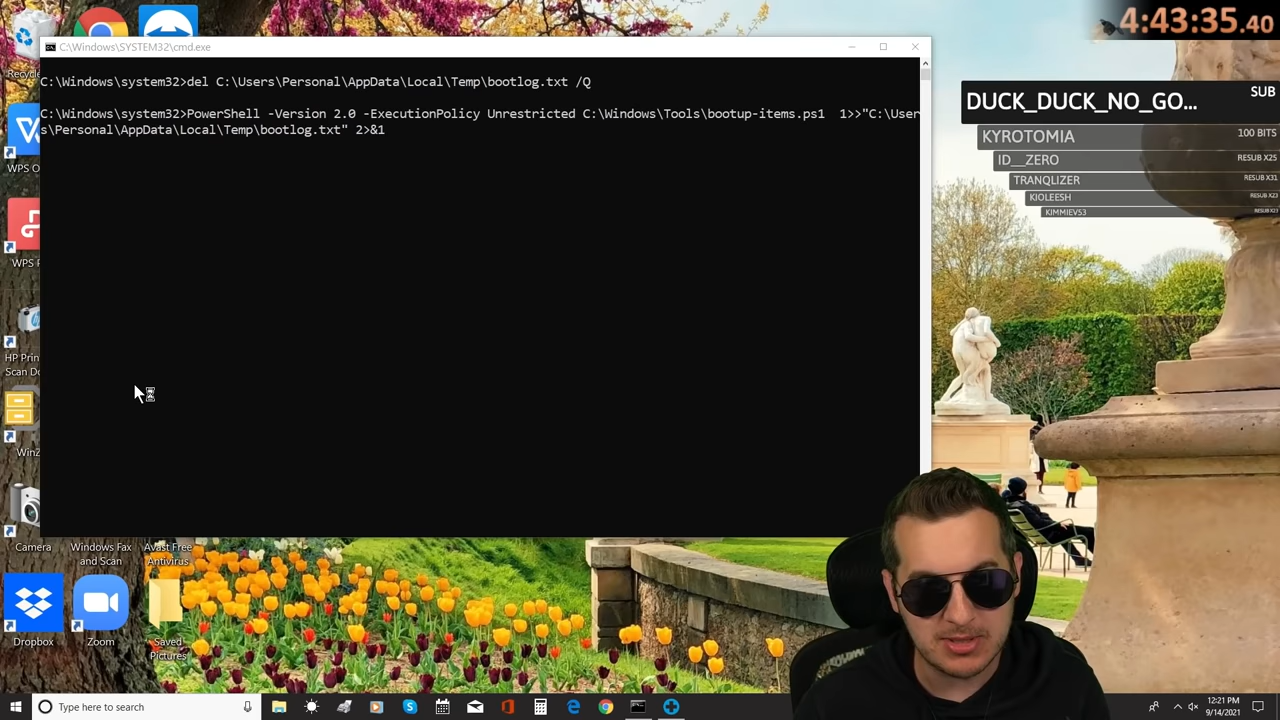 4:43:35.40
C:\Windows\SYSTEM32\cmd.exe
C:\Windows\system32>del C:\Users\Personal\AppData\Local\Temp\bootlog.txt /Q
C:\Windows\system32>PowerShell -Version 2.0 -ExecutionPolicy Unrestricted C:\Windows\Tools\bootup-items.ps1  1>>"C:\User
s\Personal\AppData\Local\Temp\bootlog.txt" 2>&1
DUCK_DUCK_NO_GO... SUB
KYROTOMIA 100 BITS
ID__ZERO RESUB X25
TRANQLIZER RESUB X31
KIOLEESH RESUB X23
KIMMIEV53
Recycle
WPS O
WPS P
HP Prin
Scan Do
WinZ
Camera
Windows Fax
and Scan
Avast Free
Antivirus
Dropbox
Zoom
Saved
Pictures
Type here to search
12:21 PM
9/14/2021